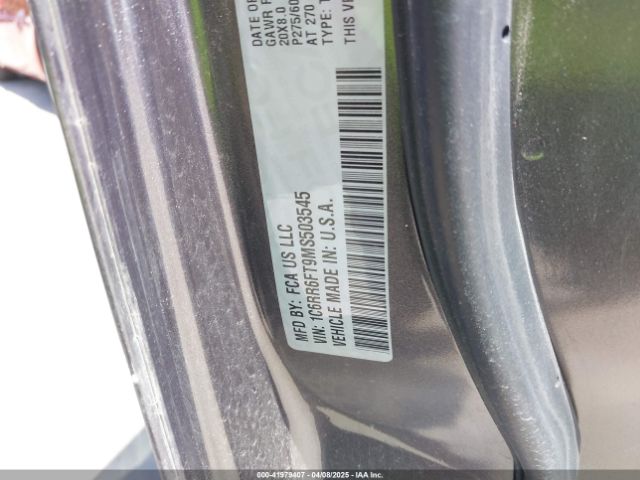 DATE OF
GAWR F
20X8.0
P275/60
AT 270
TYPE: T
THIS VE
MFD BY: FCA US LLC
VIN: 1C6RR6FT9MS503545
VEHICLE MADE IN: U.S.A.
000-41979407 - 04/08/2025 - IAA Inc.